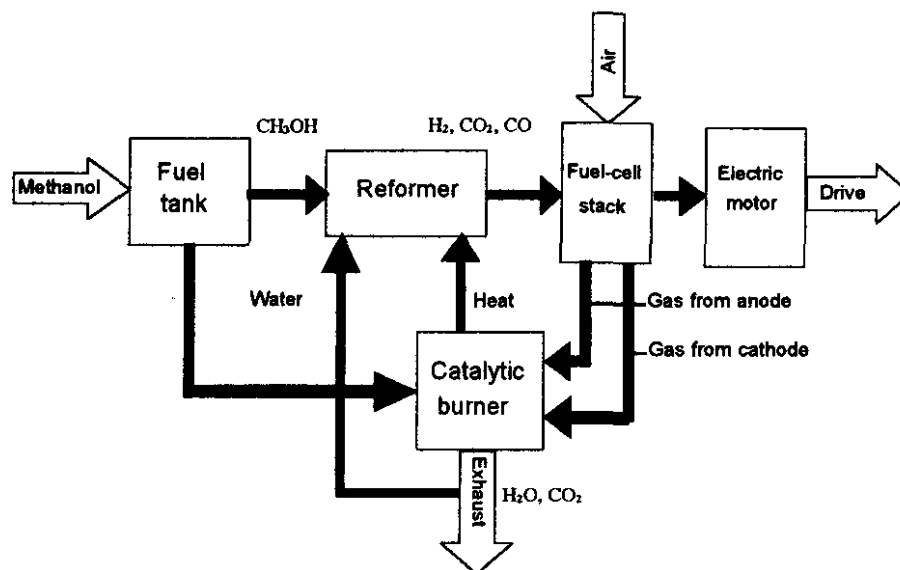 Air
CH₃OH
H₂, CO₂, CO
Methanol
Fuel
tank
Reformer
Fuel-cell
stack
Electric
motor
Drive
Water
Heat
Gas from anode
Gas from cathode
Catalytic
burner
Exhaust
H₂O, CO₂